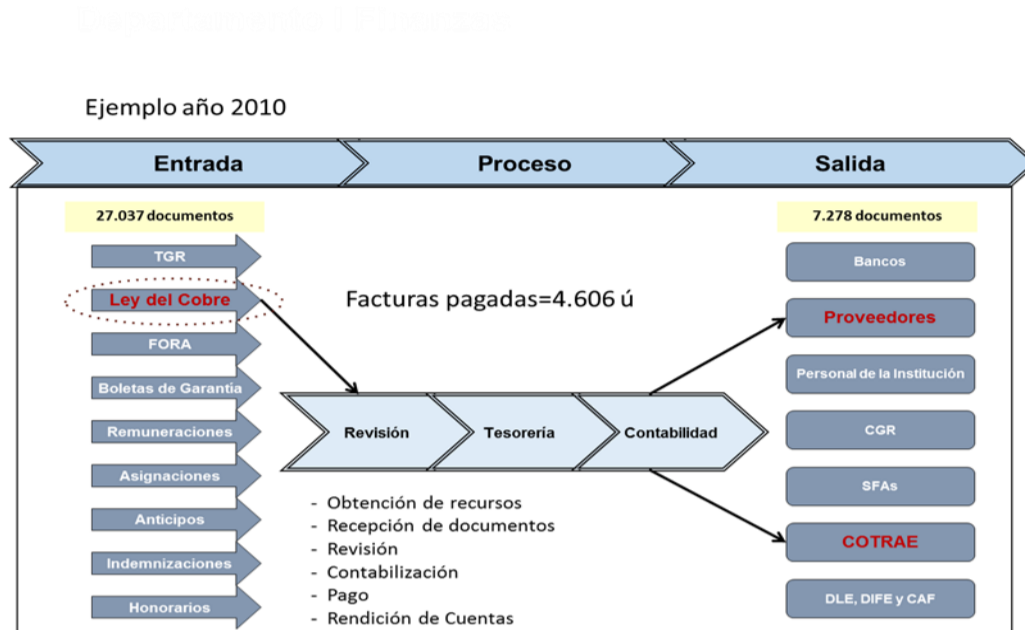 Ejemplo año 2010
Entrada
Proceso
Salida
27.037 documentos
7.278 documentos
TGR
Ley del Cobre
FORA
Boletas de Garantía
Remuneraciones
Asignaciones
Anticipos
Indemnizaciones
Honorarios
Facturas pagadas=4.606 ú
Revisión
Tesorería
Contabilidad
- Obtención de recursos
- Recepción de documentos
- Revisión
- Contabilización
- Pago
- Rendición de Cuentas
Bancos
Proveedores
Personal de la Institución
CGR
SFAs
COTRAE
DLE, DIFE y CAF